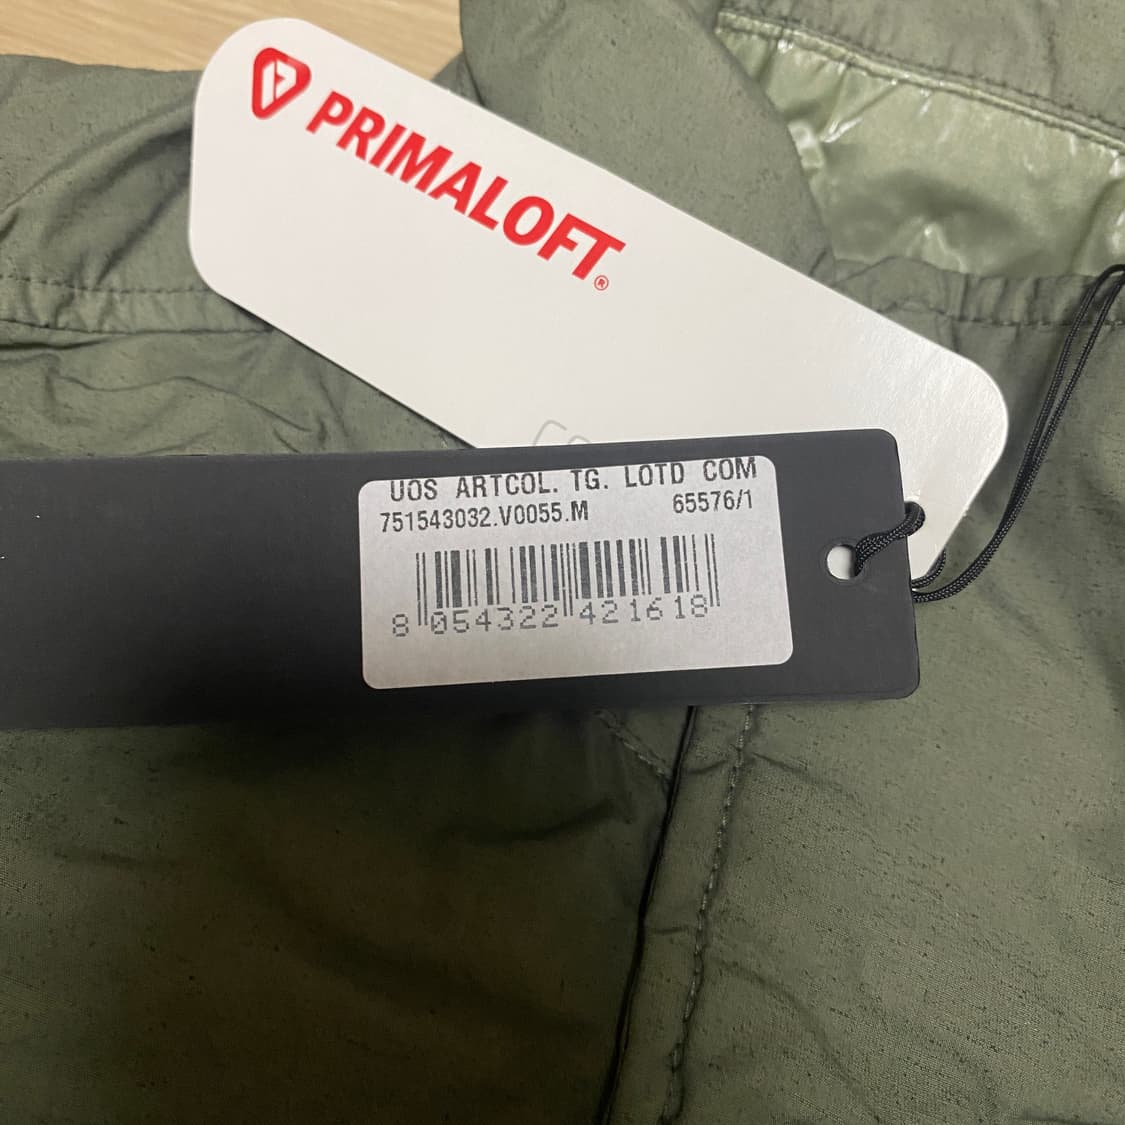 PRIMALOFT®
UOS ARTCOL. TG. LOTD COM
751543032.V0055.M 65576/1
8 054322 421618